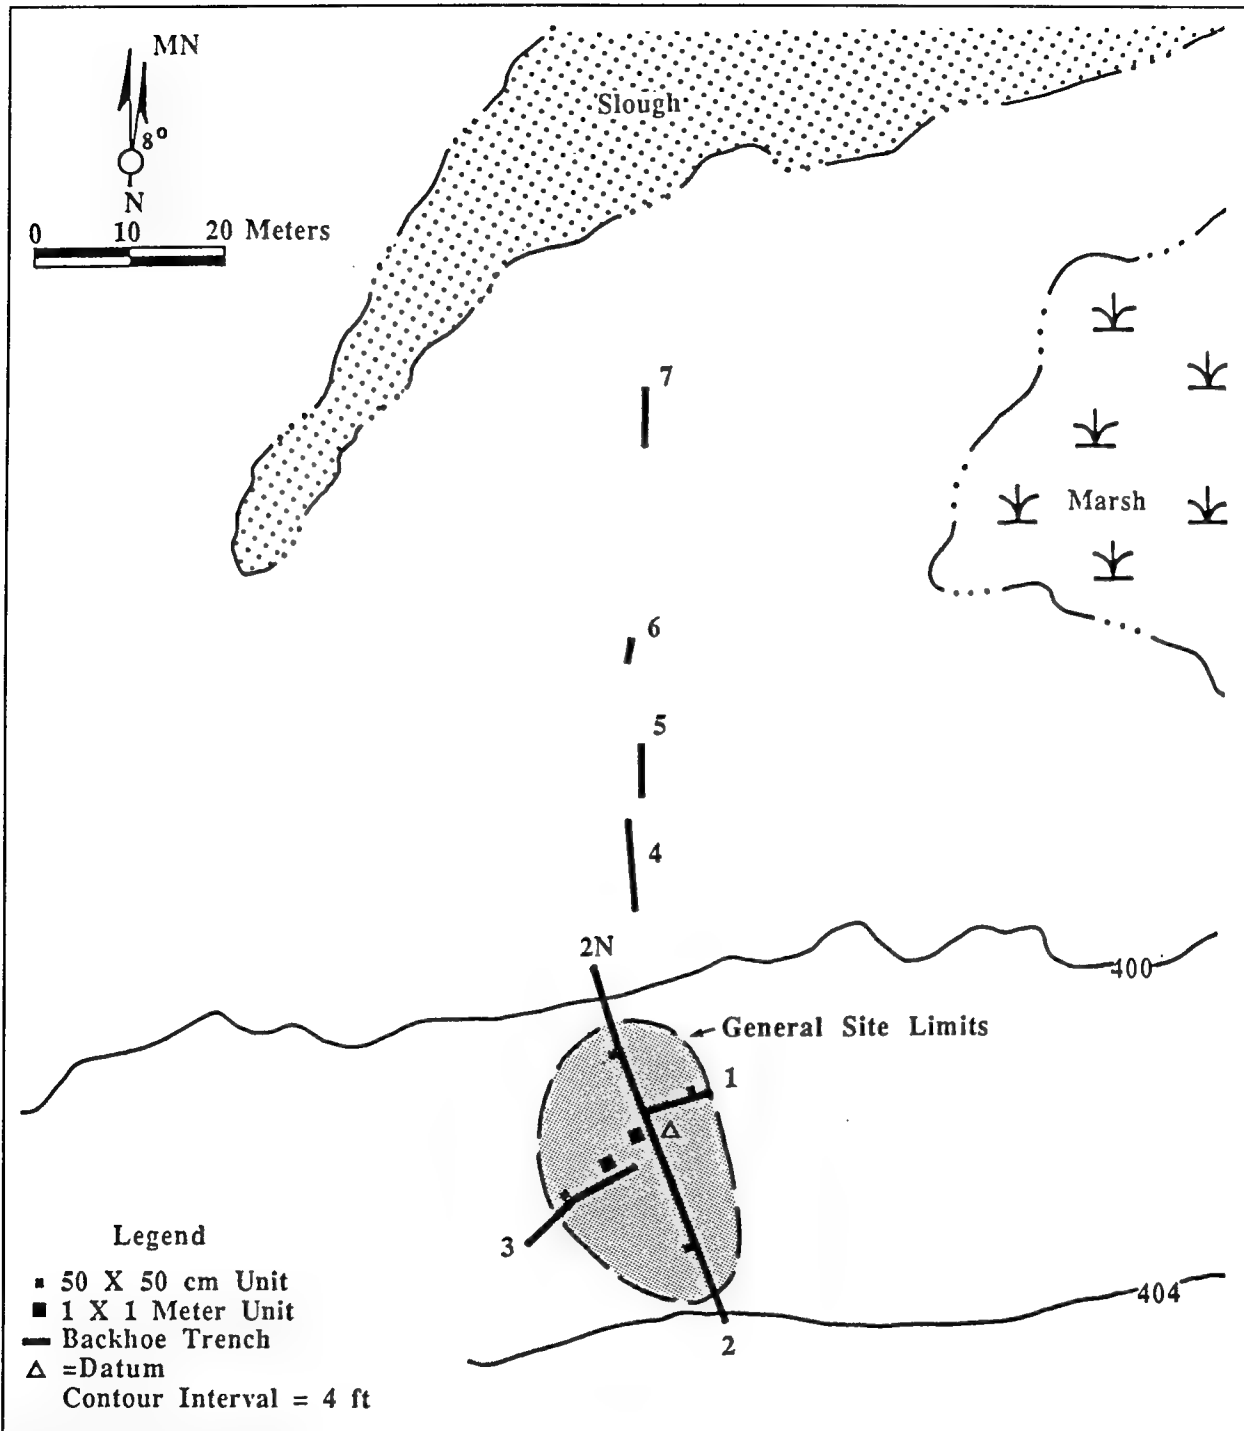 MN
8°
N
0 10 20 Meters
Slough
7
Marsh
6
5
4
2N
400
General Site Limits
1
3
404
2
Legend
50 X 50 cm Unit
1 X 1 Meter Unit
Backhoe Trench
=Datum
Contour Interval = 4 ft